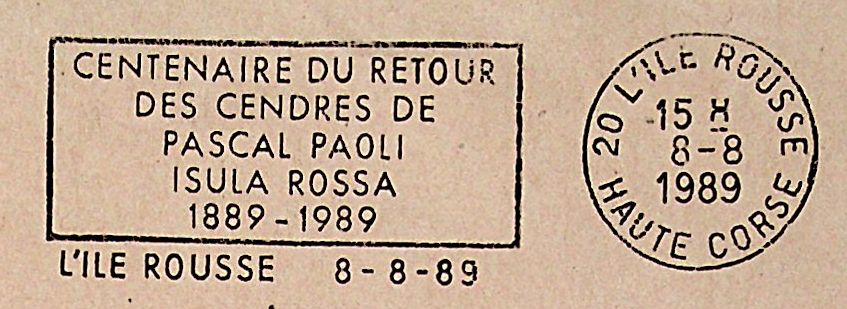 CENTENAIRE DU RETOUR
DES CENDRES DE
PASCAL PAOLI
ISULA ROSSA
1889-1989
L'ILE ROUSSE 8-8-89
20 L'ILE ROUSSE
15 H
8-8
1989
HAUTE CORSE